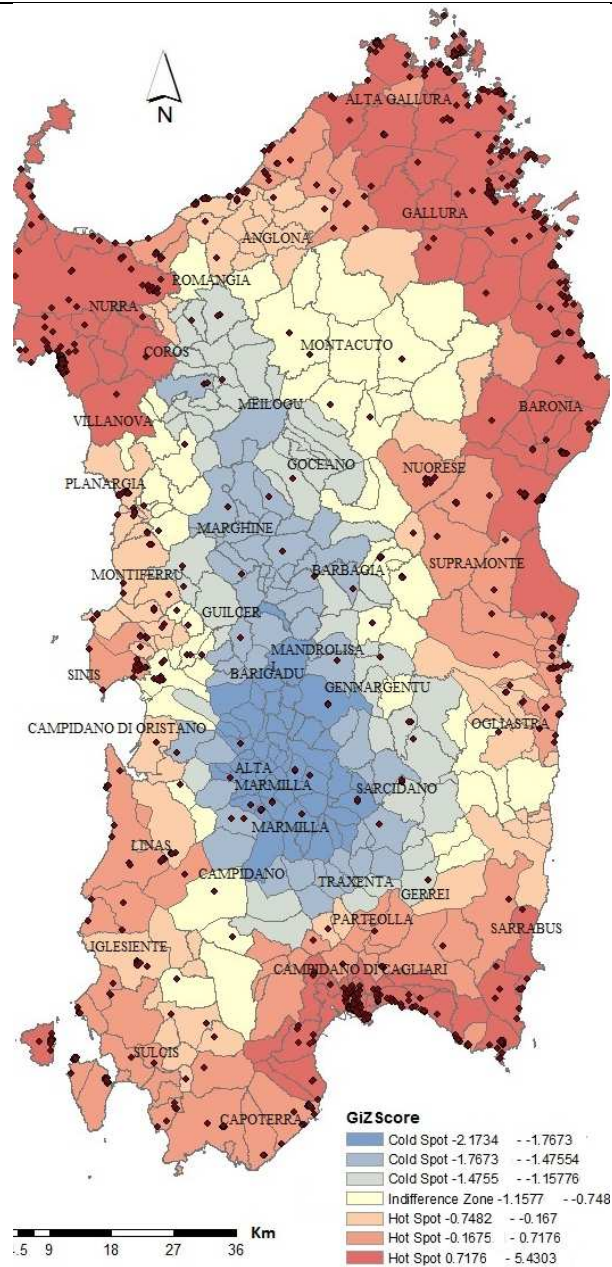 N
ALTA GALLURA
GALLURA
ANGLONA
ROMANGIA
NURRA
MONTACUTO
COROS
BARONIA
MEILOGU
VILLANOVA
GOCEANO
NUORESE
PLANARGIA
MARGHINE
SUPRAMONTE
BARBAGIA
MONTIFERRU
GUILCER
MANDROLISA
SINIS
BARIGADU
GENNARGENTU
OGLIASTRA
CAMPIDANO DI ORISTANO
ALTA
MARMILLA
SARCIDANO
MARMILLA
LINAS
CAMPIDANO
TRAXENTA
GERREI
PARTEOLLA
SARRABUS
IGLESIENTE
CAMPIDANO DI CAGLIARI
SULCIS
CAPOTERRA
GiZScore
Cold Spot -2.1734 - -1.7673
Cold Spot -1.7673 - -1.47554
Cold Spot -1.4755 - -1.15776
Indifference Zone -1.1577 - -0.748
Hot Spot -0.7482 - -0.167
Hot Spot -0.1675 - 0.7176
Hot Spot 0.7176 - 5.4303
Km
4.5 9 18 27 36